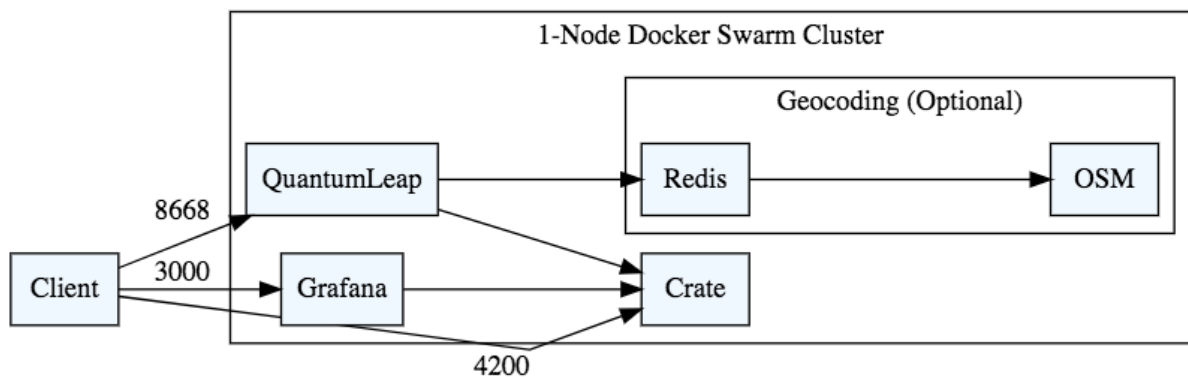 1-Node Docker Swarm Cluster
Geocoding (Optional)
QuantumLeap
Redis
OSM
8668
3000
Client
Grafana
Crate
4200